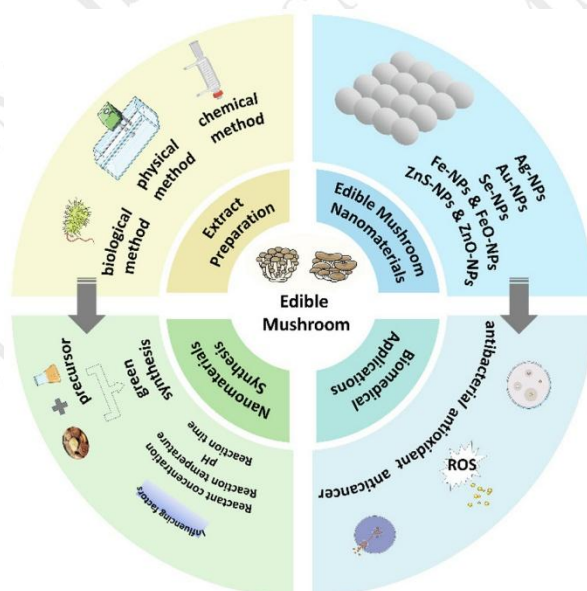 chemical
method
physical
method
biological
method
Extract
Preparation
Ag-NPs
Au-NPs
Se-NPs
Fe-NPs & FeO-NPs
ZnS-NPs & ZnO-NPs
Edible Mushroom
Nanomaterials
Edible
Mushroom
Nanomaterials
Synthesis
precursor
green
synthesis
Reaction time
pH
Reaction temperature
Reactant concentration
Influencing factors
Biomedical
Applications
antibacterial antioxidant anticancer
ROS